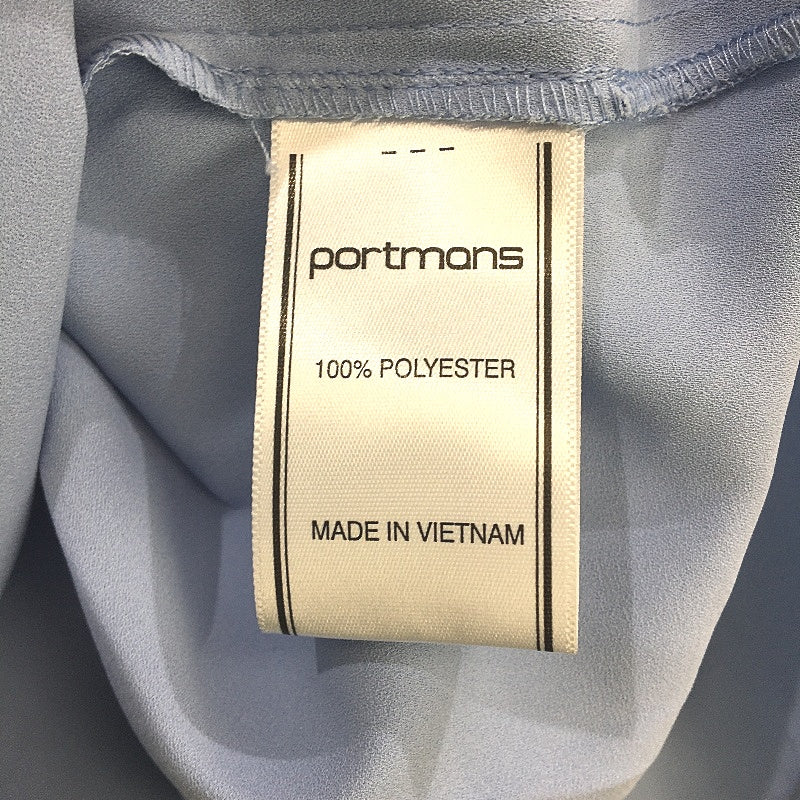 portmans
100% POLYESTER
MADE IN VIETNAM